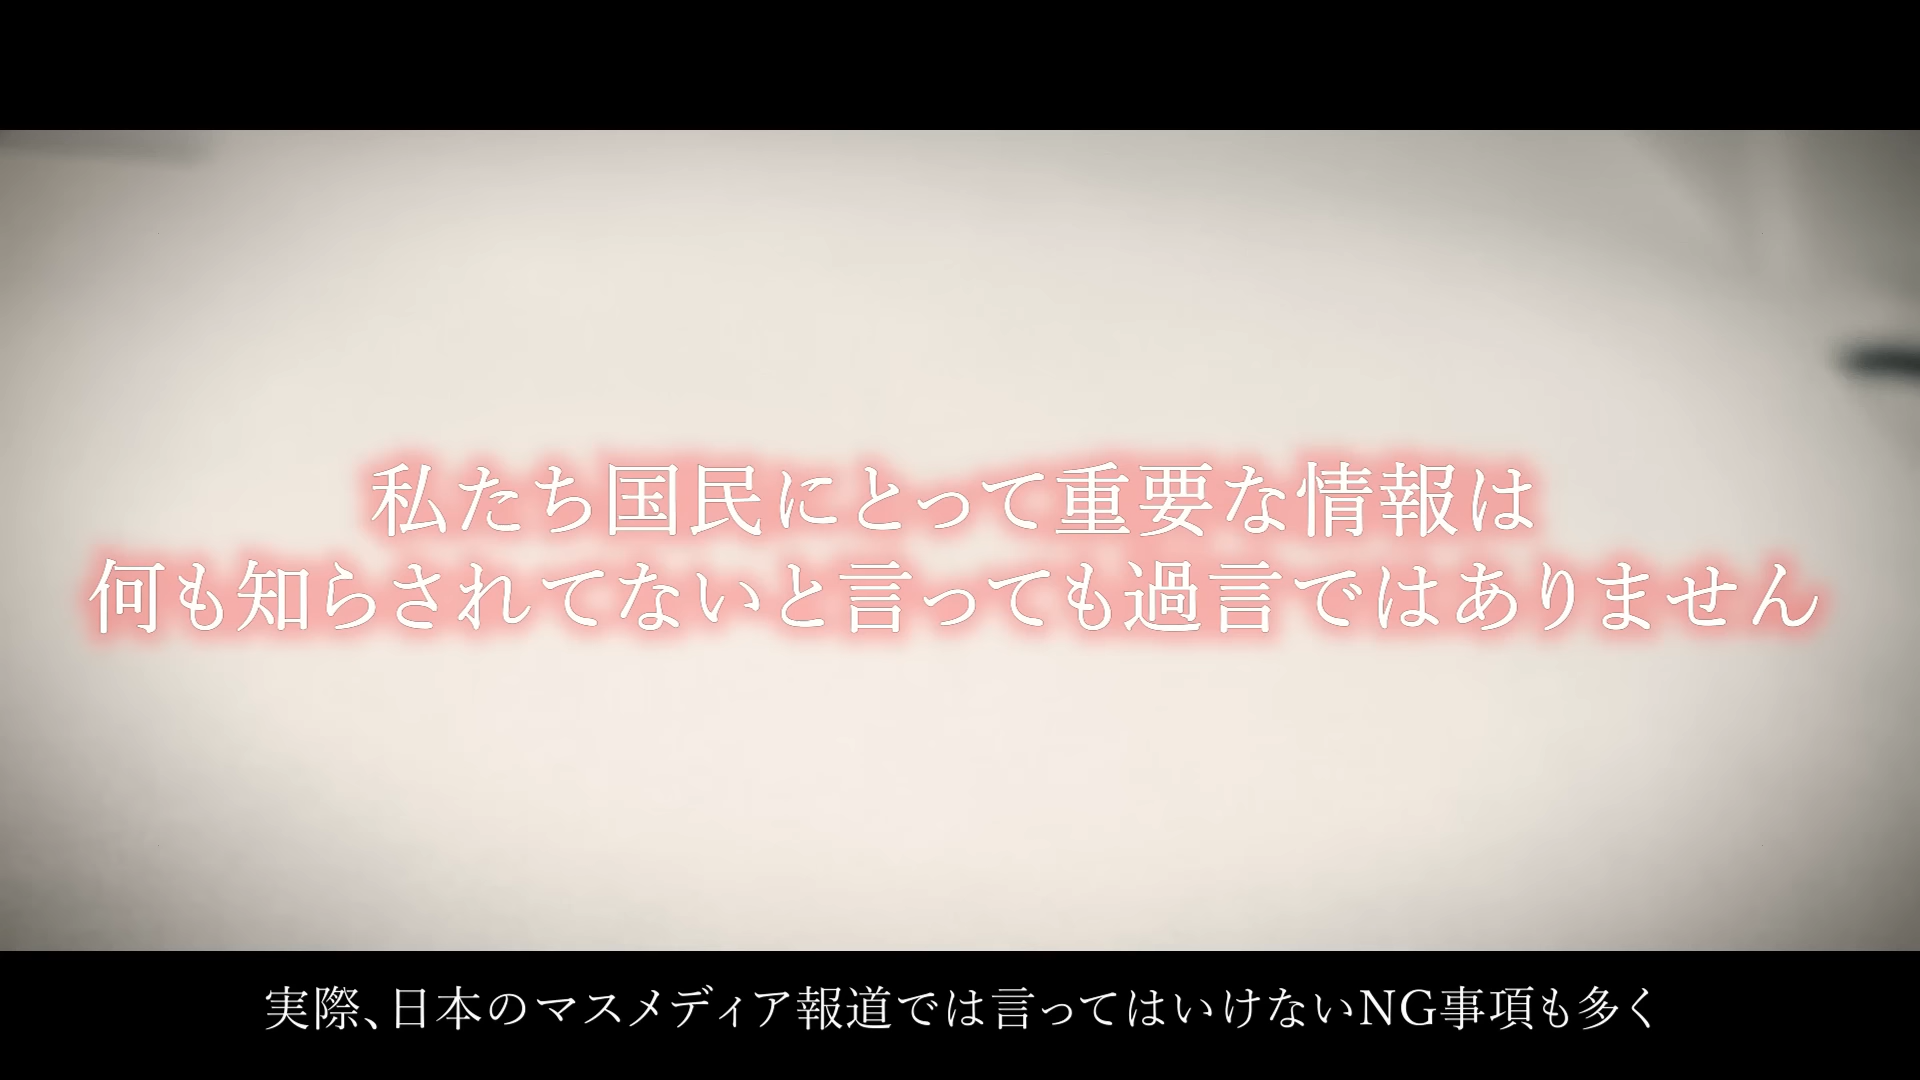 私たち国民にとって重要な情報は
何も知らされてないと言っても過言ではありません
実際、日本のマスメディア報道では言ってはいけないNG事項も多く